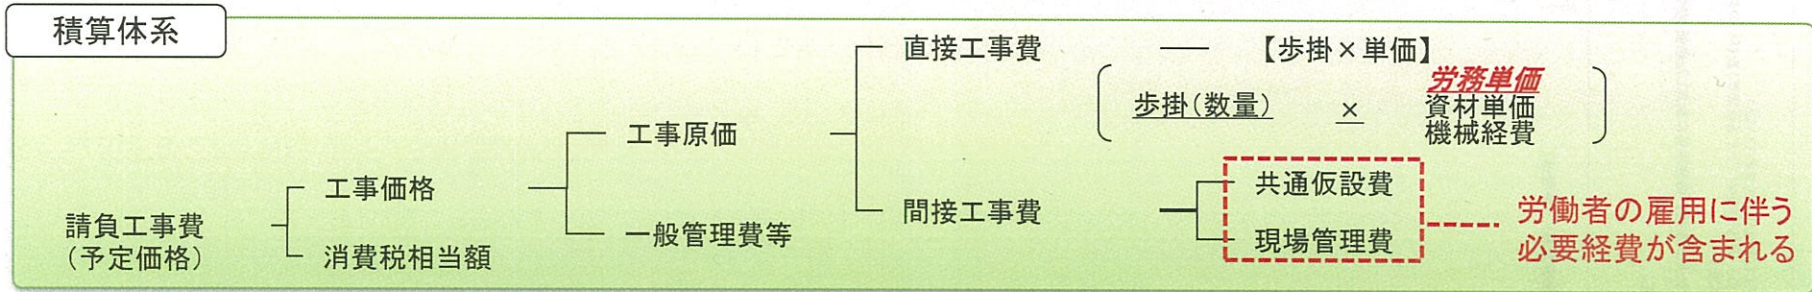 積算体系
直接工事費
【歩掛×単価】
労務単価
歩掛(数量) × 資材単価
機械経費
工事原価
工事価格
共通仮設費
間接工事費
労働者の雇用に伴う
請負工事費
一般管理費等
現場管理費
必要経費が含まれる
(予定価格)
消費税相当額